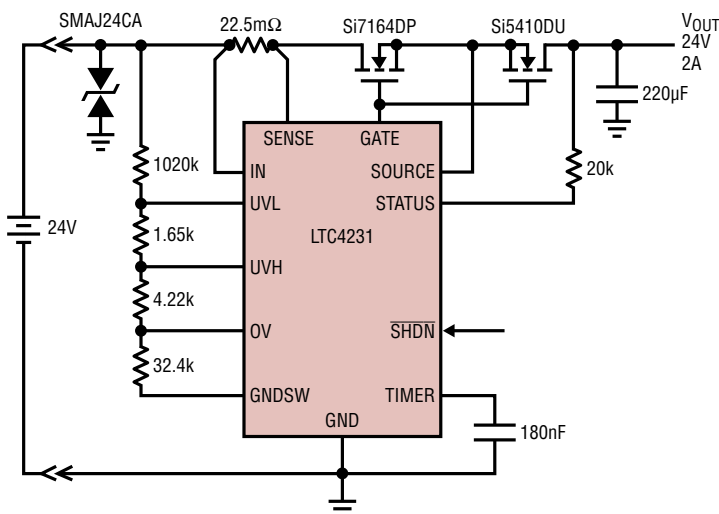 SMAJ24CA
22.5mΩ
Si7164DP
Si5410DU
VOUT
24V
2A
220µF
SENSE
GATE
1020k
IN
SOURCE
20k
UVL
STATUS
24V
1.65k
LTC4231
UVH
4.22k
OV
SHDN
32.4k
GNDSW
TIMER
GND
180nF